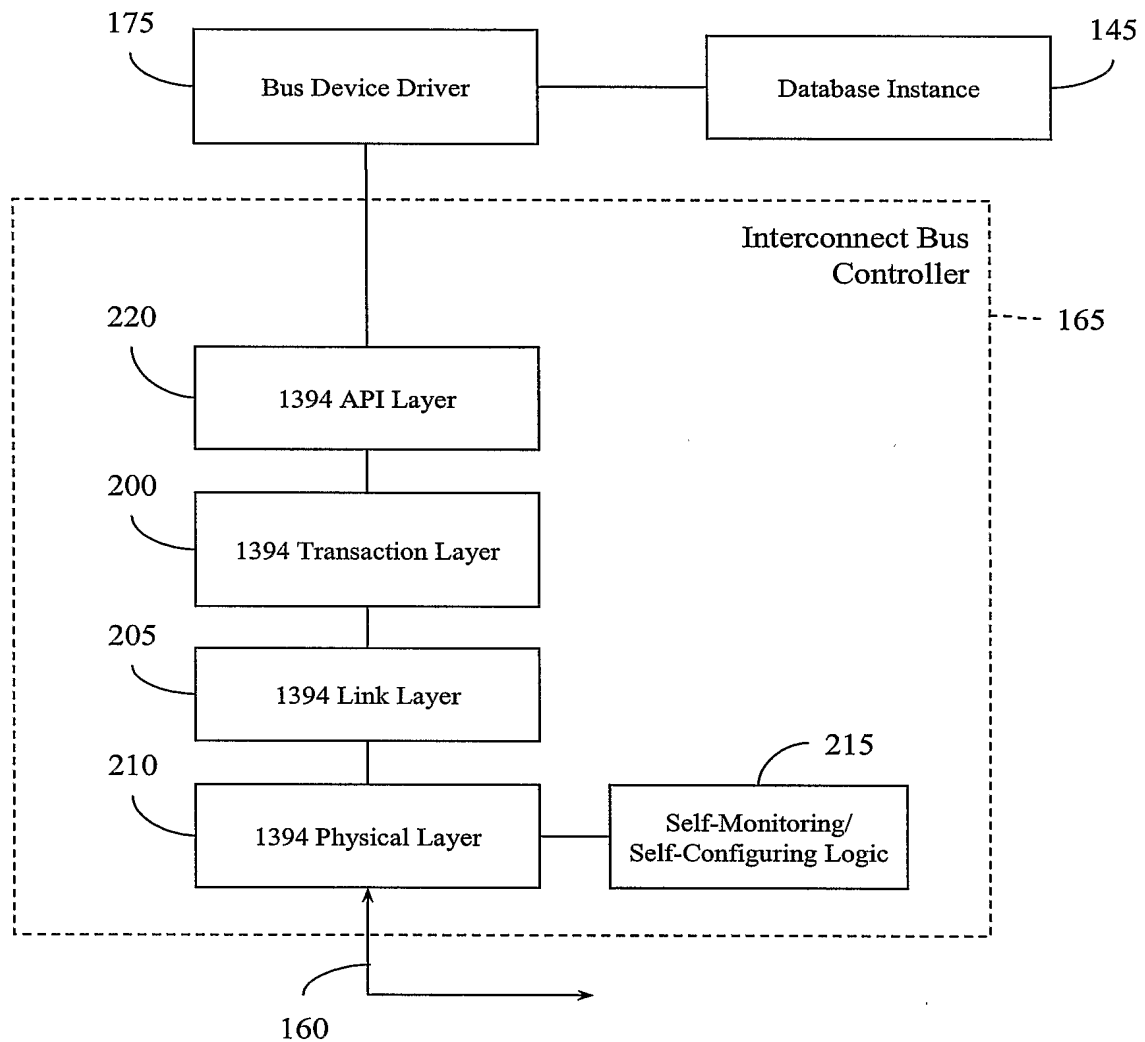 175
145
Bus Device Driver
Database Instance
Interconnect Bus
Controller
165
220
1394 API Layer
200
1394 Transaction Layer
205
1394 Link Layer
210
215
1394 Physical Layer
Self-Monitoring/
Self-Configuring Logic
160